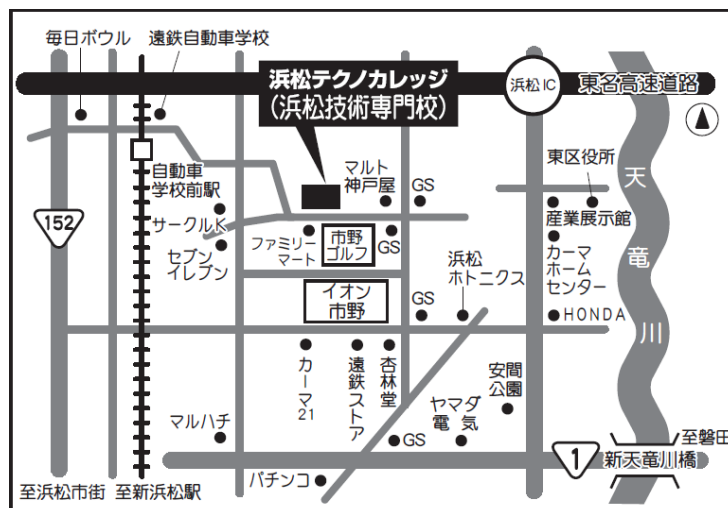 毎日ボウル
遠鉄自動車学校
浜松テクノカレッジ
(浜松技術専門校)
浜松IC
東名高速道路
自動車
学校前駅
マルト
神戸屋
GS
東区役所
天竜川
152
サークルK
セブン
イレブン
ファミリー
マート
市野
ゴルフ
GS
産業展示館
カーマ
ホーム
センター
浜松
ホトニクス
イオン
市野
GS
HONDA
カーマ21
遠鉄ストア
杏林堂
安間
公園
マルハチ
ヤマダ
電気
GS
1
至磐田
新天竜川橋
パチンコ
至浜松市街
至新浜松駅